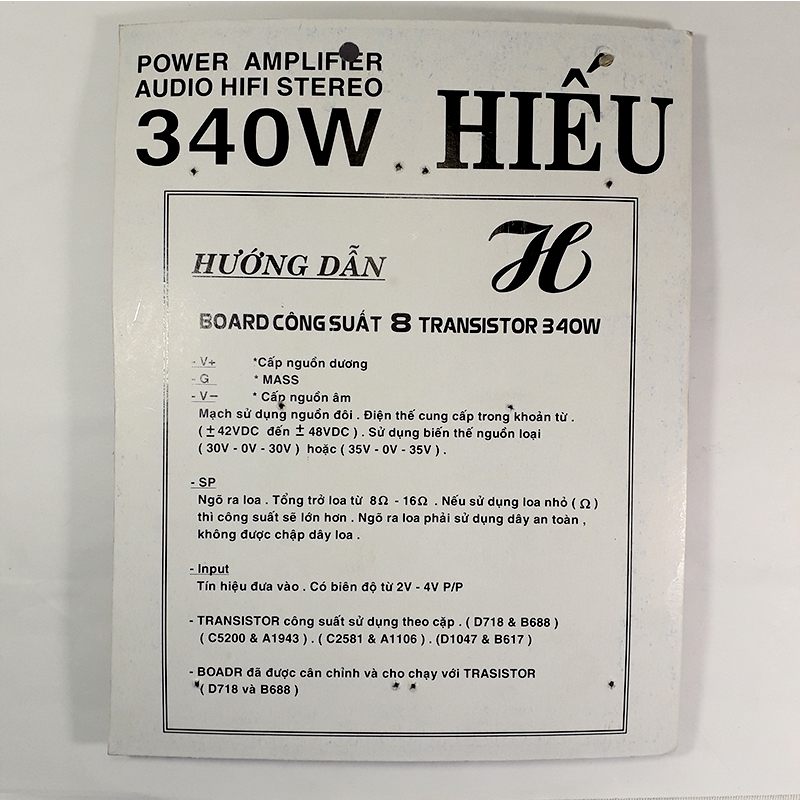 POWER AMPLIFIER
AUDIO HIFI STEREO
340W HIẾU
H
HƯỚNG DẪN
BOARD CÔNG SUẤT 8 TRANSISTOR 340W
- V+ *Cấp nguồn dương
- G * MASS
- V− * Cấp nguồn âm
Mạch sử dụng nguồn đôi . Điện thế cung cấp trong khoản từ .
( ± 42VDC đến ± 48VDC ) . Sử dụng biến thế nguồn loại
( 30V - 0V - 30V ) hoặc ( 35V - 0V - 35V ) .
- SP
Ngõ ra loa . Tổng trở loa từ 8Ω - 16Ω . Nếu sử dụng loa nhỏ ( Ω )
thì công suất sẽ lớn hơn . Ngõ ra loa phải sử dụng dây an toàn ,
không được chập dây loa .
- Input
Tín hiệu đưa vào . Có biên độ từ 2V - 4V P/P
- TRANSISTOR công suất sử dụng theo cặp . ( D718 & B688 )
( C5200 & A1943 ) . ( C2581 & A1106 ) . (D1047 & B617 )
- BOADR đã được cân chỉnh và cho chạy với TRASISTOR
( D718 và B688 )